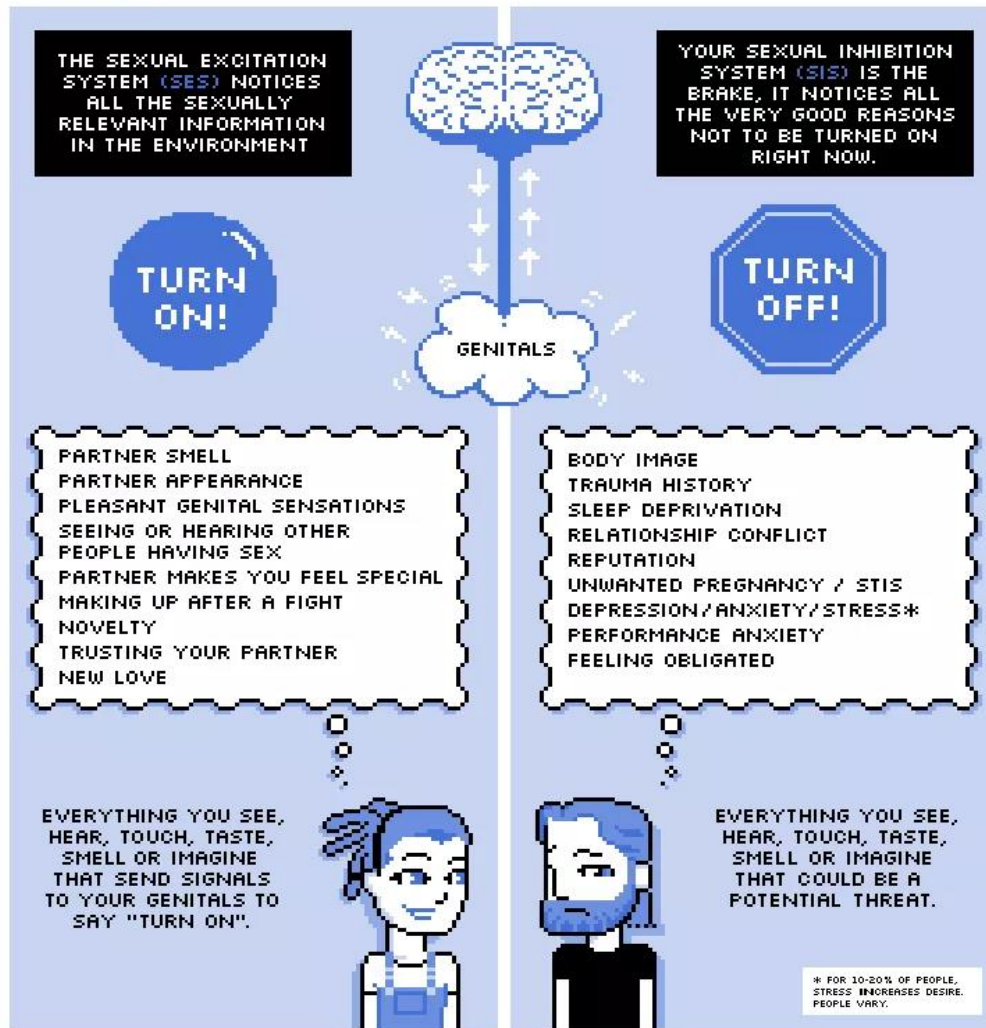 THE SEXUAL EXCITATION
SYSTEM (SES) NOTICES
ALL THE SEXUALLY
RELEVANT INFORMATION
IN THE ENVIRONMENT
TURN
ON!
PARTNER SMELL
PARTNER APPEARANCE
PLEASANT GENITAL SENSATIONS
SEEING OR HEARING OTHER
PEOPLE HAVING SEX
PARTNER MAKES YOU FEEL SPECIAL
MAKING UP AFTER A FIGHT
NOVELTY
TRUSTING YOUR PARTNER
NEW LOVE
EVERYTHING YOU SEE,
HEAR, TOUCH, TASTE,
SMELL OR IMAGINE
THAT SEND SIGNALS
TO YOUR GENITALS TO
SAY "TURN ON".
GENITALS
YOUR SEXUAL INHIBITION
SYSTEM (SIS) IS THE
BRAKE, IT NOTICES ALL
THE VERY GOOD REASONS
NOT TO BE TURNED ON
RIGHT NOW.
TURN
OFF!
BODY IMAGE
TRAUMA HISTORY
SLEEP DEPRIVATION
RELATIONSHIP CONFLICT
REPUTATION
UNWANTED PREGNANCY / STIS
DEPRESSION/ANXIETY/STRESS*
PERFORMANCE ANXIETY
FEELING OBLIGATED
EVERYTHING YOU SEE,
HEAR, TOUCH, TASTE,
SMELL OR IMAGINE
THAT COULD BE A
POTENTIAL THREAT.
* FOR 10-20% OF PEOPLE,
STRESS INCREASES DESIRE.
PEOPLE VARY.